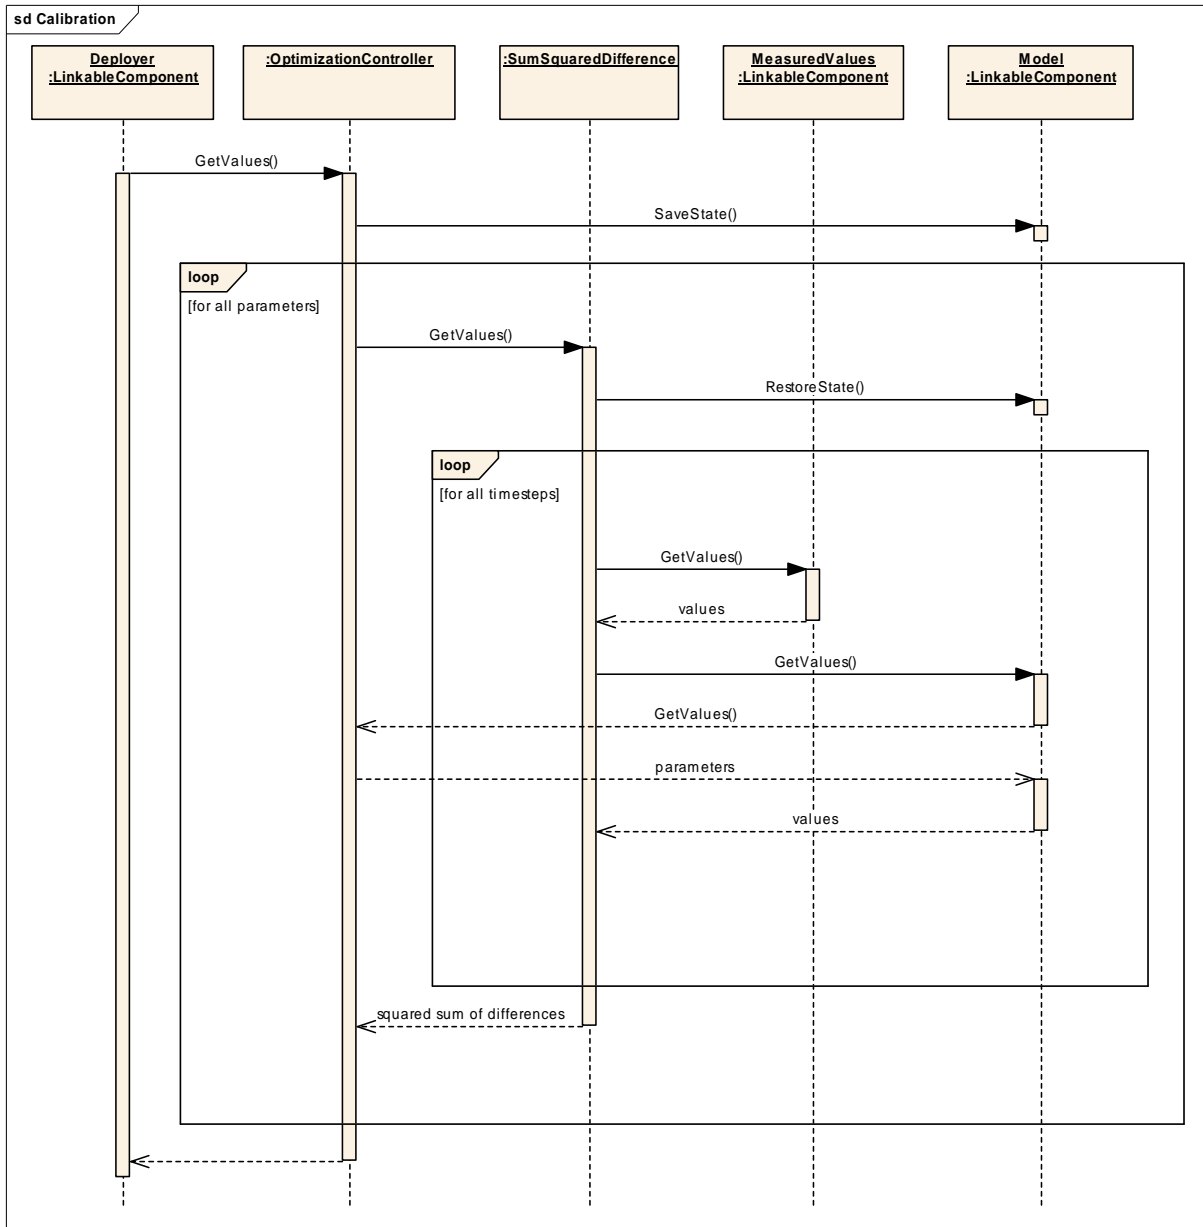 sd Calibration
Deployer
:LinkableComponent
:OptimizationController
:SumSquaredDifference
MeasuredValues
:LinkableComponent
Model
:LinkableComponent
GetValues()
SaveState()
loop
[for all parameters]
GetValues()
RestoreState()
loop
[for all timesteps]
GetValues()
values
GetValues()
GetValues()
parameters
values
squared sum of differences